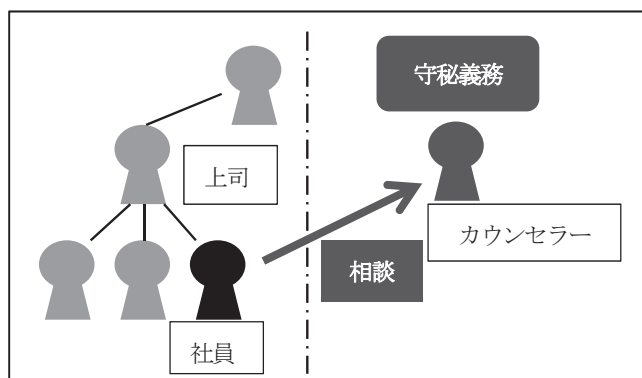 守秘義務
上司
カウンセラー
相談
社員